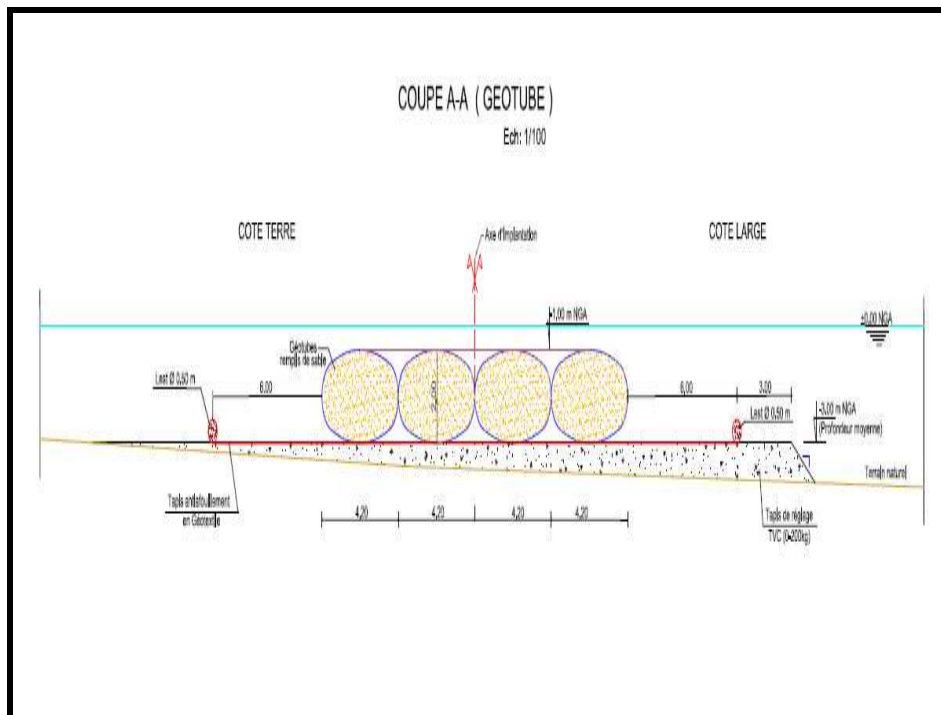 COUPE A-A ( GEOTUBE )
Ech: 1/100
COTE TERRE
COTE LARGE
Axe d'Implantation
-1,00 m NGA
±0.00 NGA
Géotubes
remplis de sable
Lest Ø 0,50 m
6.00
6,00
3,00
Lest Ø 0,50 m
-3,00 m NGA
(Profondeur moyenne)
Terrain naturel
Tapis antiaffouillement
en Géotextile
4,20
4,20
4,20
4,20
Tapis de réglage
TVC (0-200kg)